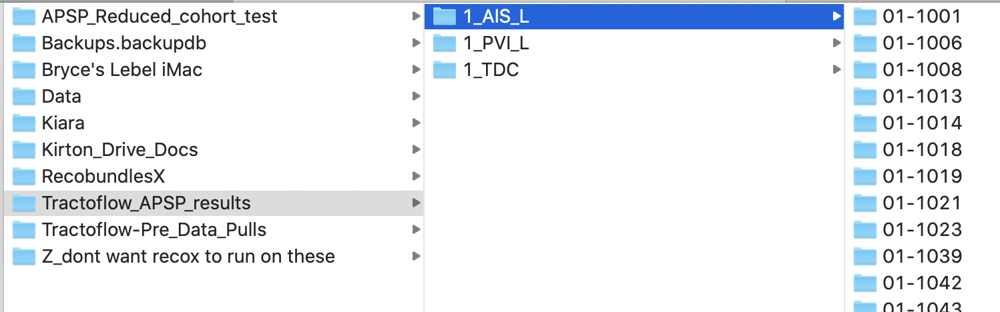 APSP_Reduced_cohort_test
Backups.backupdb
Bryce's Lebel iMac
Data
Kiara
Kirton_Drive_Docs
RecobundlesX
Tractoflow_APSP_results
Tractoflow-Pre_Data_Pulls
Z_dont want recox to run on these
1_AIS_L
1_PVI_L
1_TDC
01-1001
01-1006
01-1008
01-1013
01-1014
01-1018
01-1019
01-1021
01-1023
01-1039
01-1042
01-1043